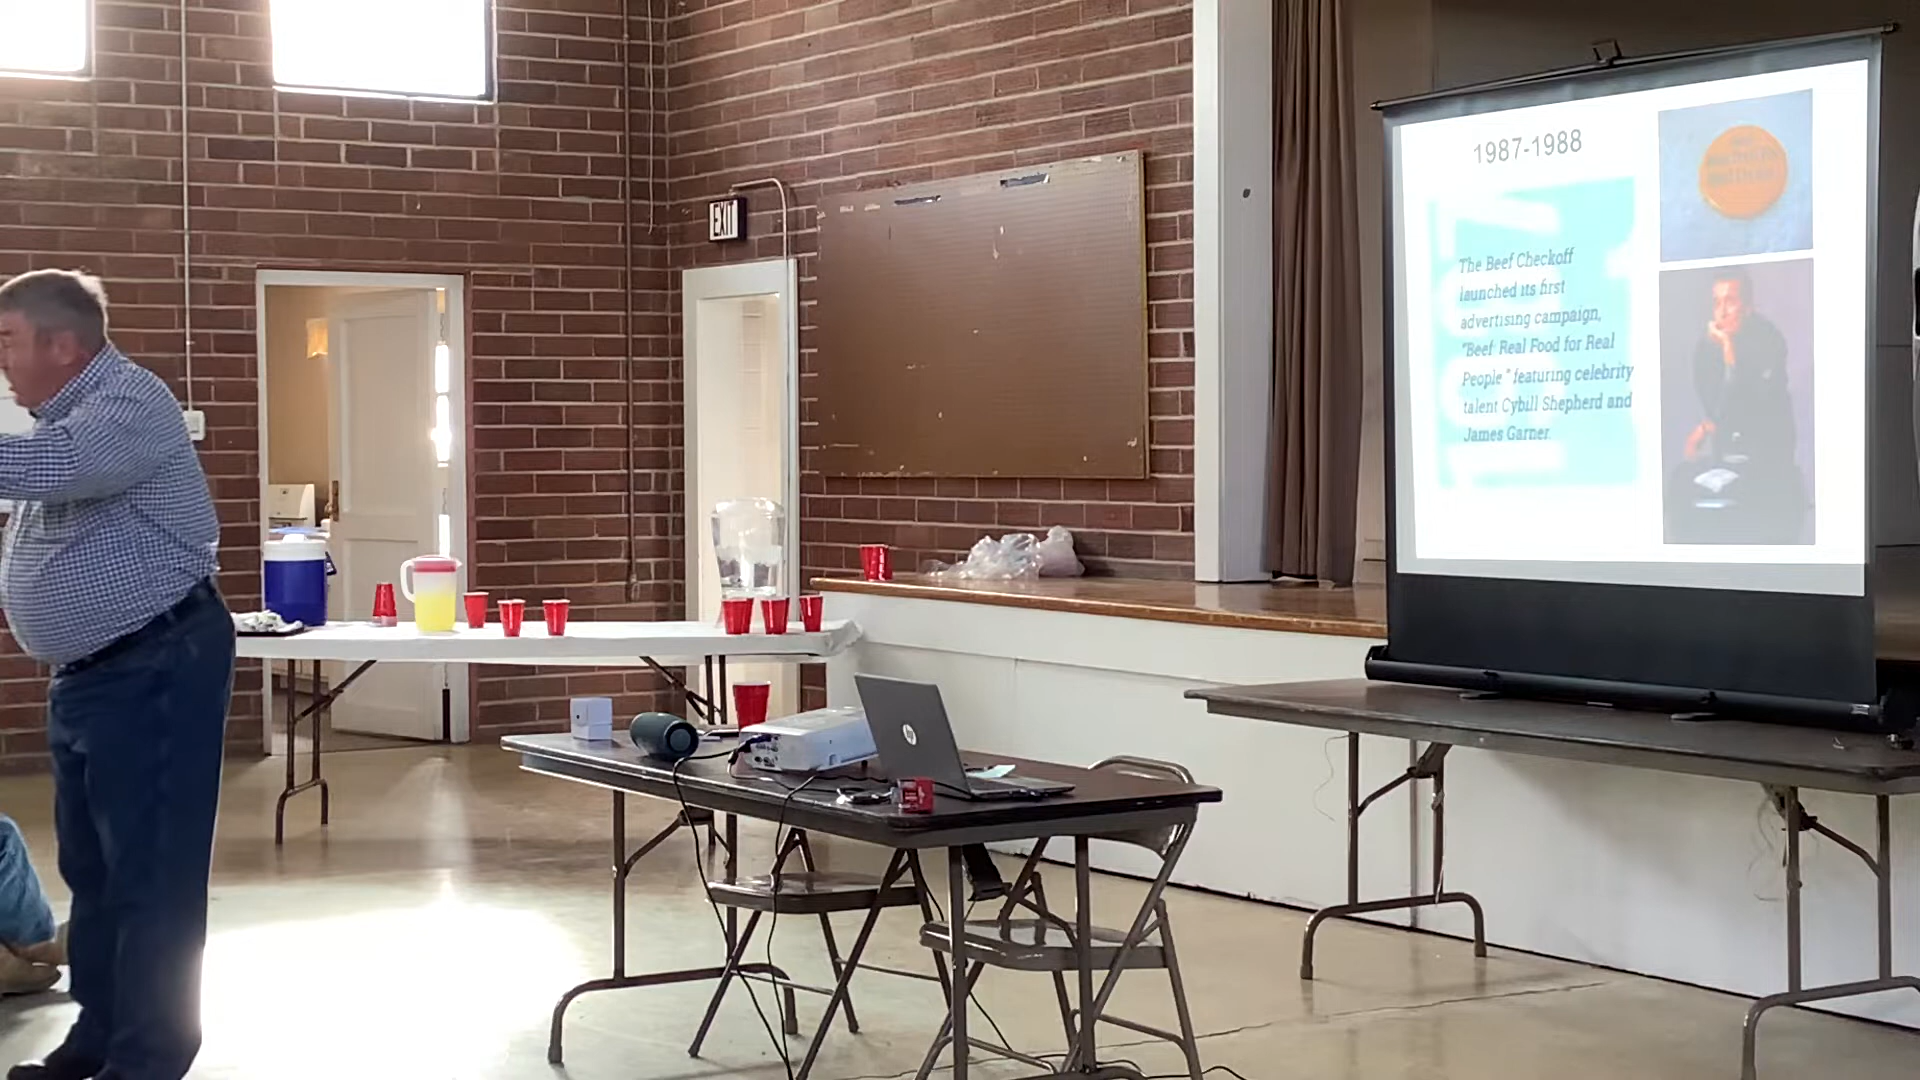 EXIT
1987-1988
The Beef Checkoff
launched its first
advertising campaign,
"Beef: Real Food for Real
People" featuring celebrity
talent Cybill Shepherd and
James Garner.
hp